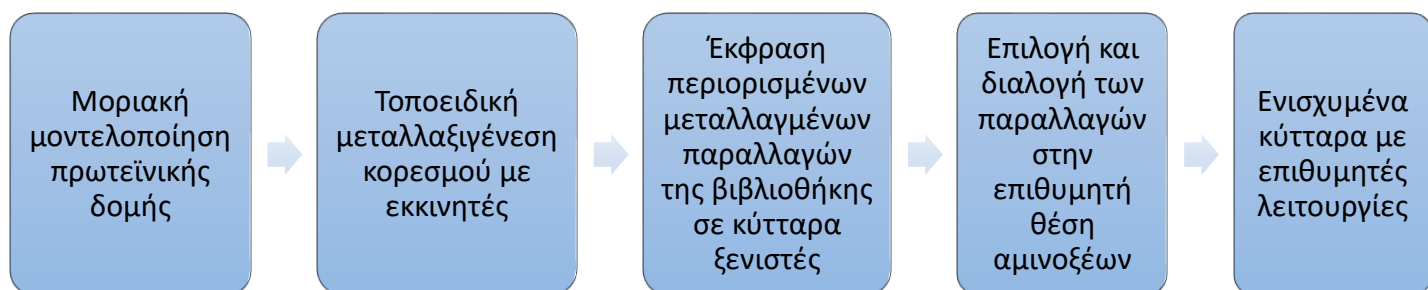 Μοριακή
μοντελοποίηση
πρωτεϊνικής
δομής
Τοποειδική
μεταλλαξιγένεση
κορεσμού με
εκκινητές
Έκφραση
περιορισμένων
μεταλλαγμένων
παραλλαγών
της βιβλιοθήκης
σε κύτταρα
ξενιστές
Επιλογή και
διαλογή των
παραλλαγών
στην
επιθυμητή
θέση
αμινοξέων
Ενισχυμένα
κύτταρα με
επιθυμητές
λειτουργίες